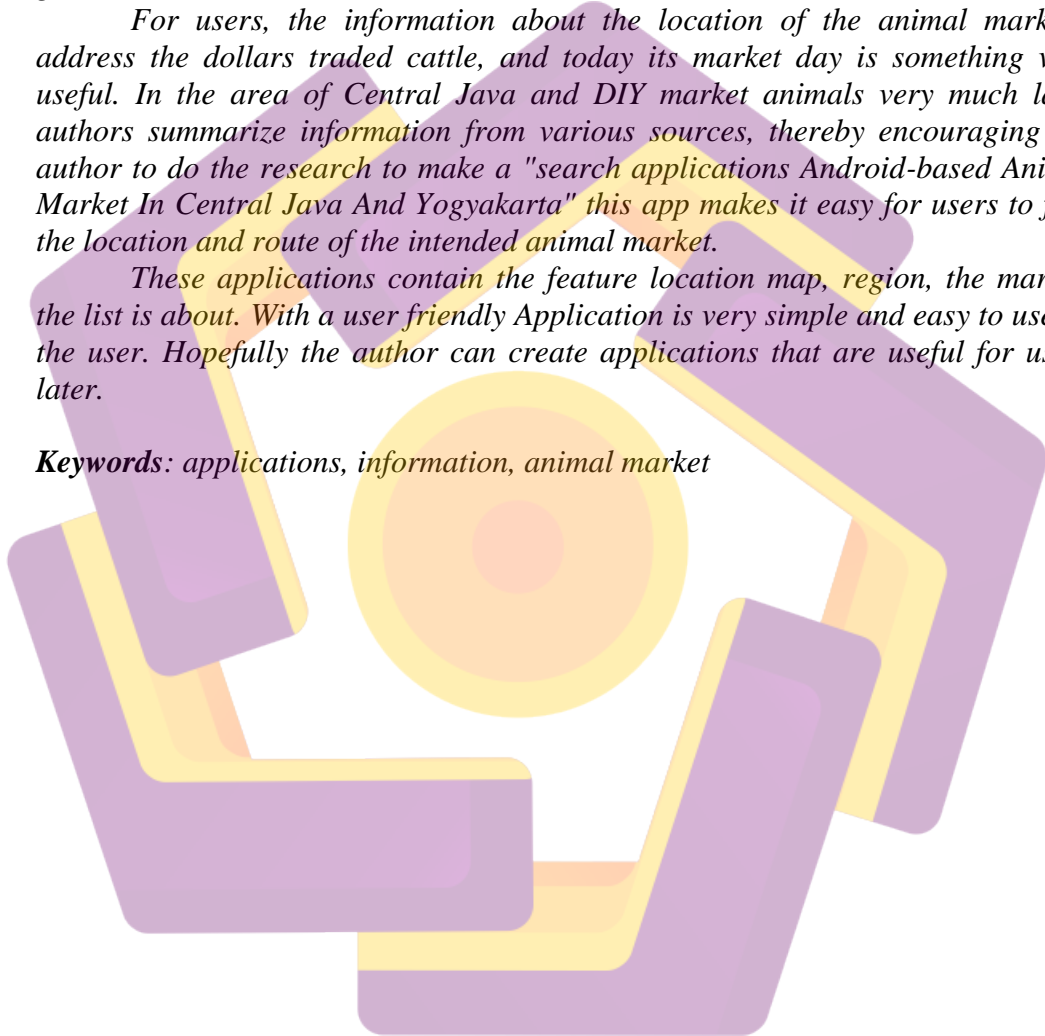 For users, the information about the location of the animal mark
address the dollars traded cattle, and today its market day is something v
useful. In the area of Central Java and DIY market animals very much la
authors summarize information from various sources, thereby encouraging
author to do the research to make a "search applications Android-based Ani
Market In Central Java And Yogyakarta" this app makes it easy for users to f
the location and route of the intended animal market.
These applications contain the feature location map, region, the mar
the list is about. With a user friendly Application is very simple and easy to use
the user. Hopefully the author can create applications that are useful for us
later.
Keywords: applications, information, animal market